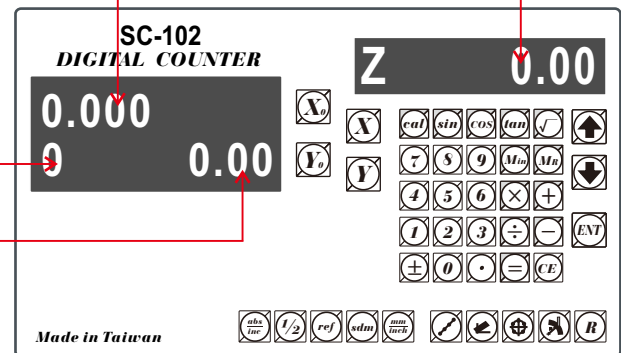 SC-102
DIGITAL COUNTER
Z 0.00
0.000
0 0.00
X₀ X cal sin cos tan √
7 8 9 Min MR
Y₀ Y
4 5 6 × +
1 2 3 ÷ − ENT
± 0 · = CE
abs/inc 1/2 ref sdm mm/inch R
Made in Taiwan